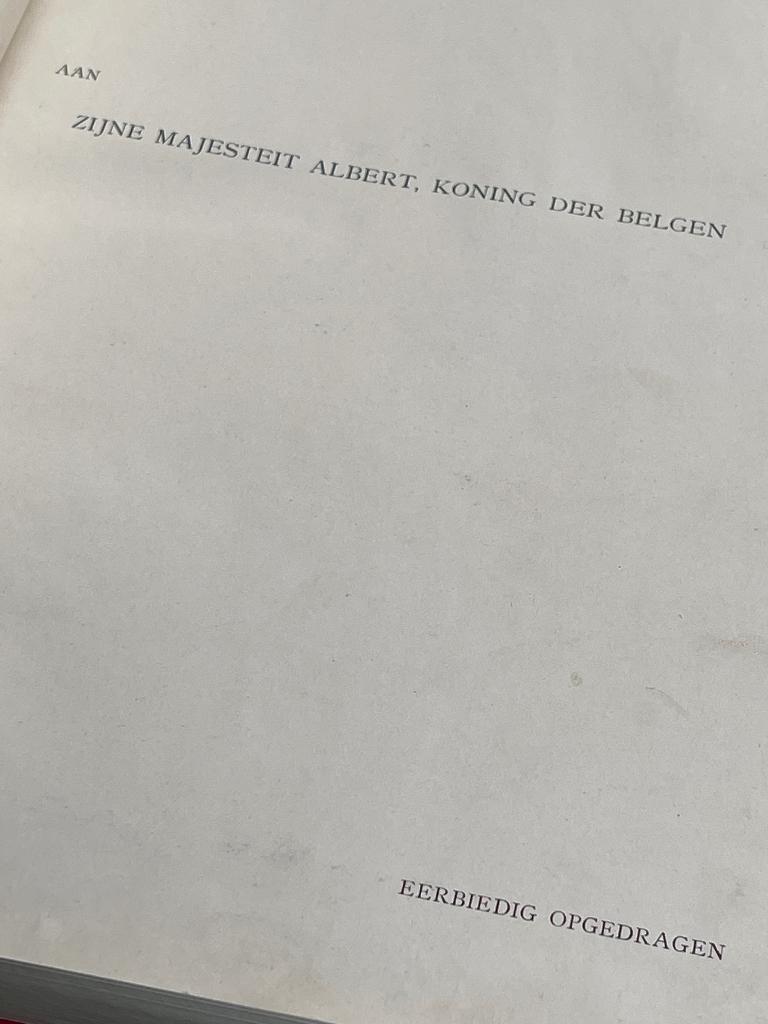 AAN
ZIJNE MAJESTEIT ALBERT, KONING DER BELGEN
EERBIEDIG OPGEDRAGEN